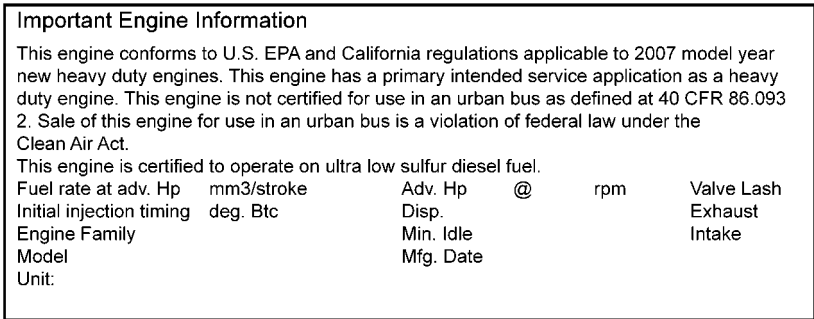 Important Engine Information
This engine conforms to U.S. EPA and California regulations applicable to 2007 model year
new heavy duty engines. This engine has a primary intended service application as a heavy
duty engine. This engine is not certified for use in an urban bus as defined at 40 CFR 86.093
2. Sale of this engine for use in an urban bus is a violation of federal law under the
Clean Air Act.
This engine is certified to operate on ultra low sulfur diesel fuel.
Fuel rate at adv. Hp mm3/stroke Adv. Hp @ rpm Valve Lash
Initial injection timing deg. Btc Disp. Exhaust
Engine Family Min. Idle Intake
Model Mfg. Date
Unit: